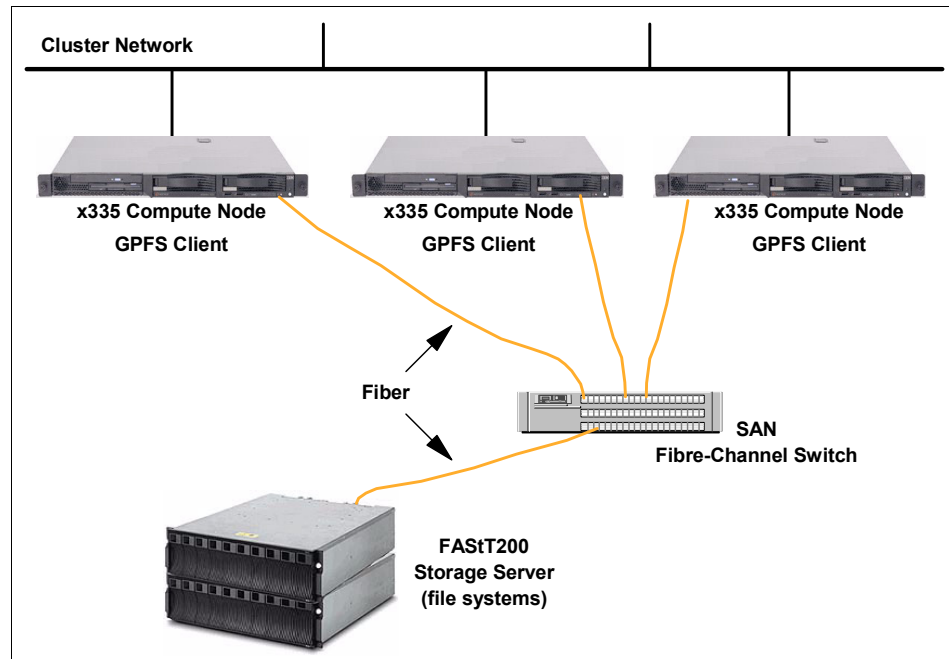 Cluster Network
x335 Compute Node
GPFS Client
x335 Compute Node
GPFS Client
x335 Compute Node
GPFS Client
Fiber
SAN
Fibre-Channel Switch
FAStT200
Storage Server
(file systems)